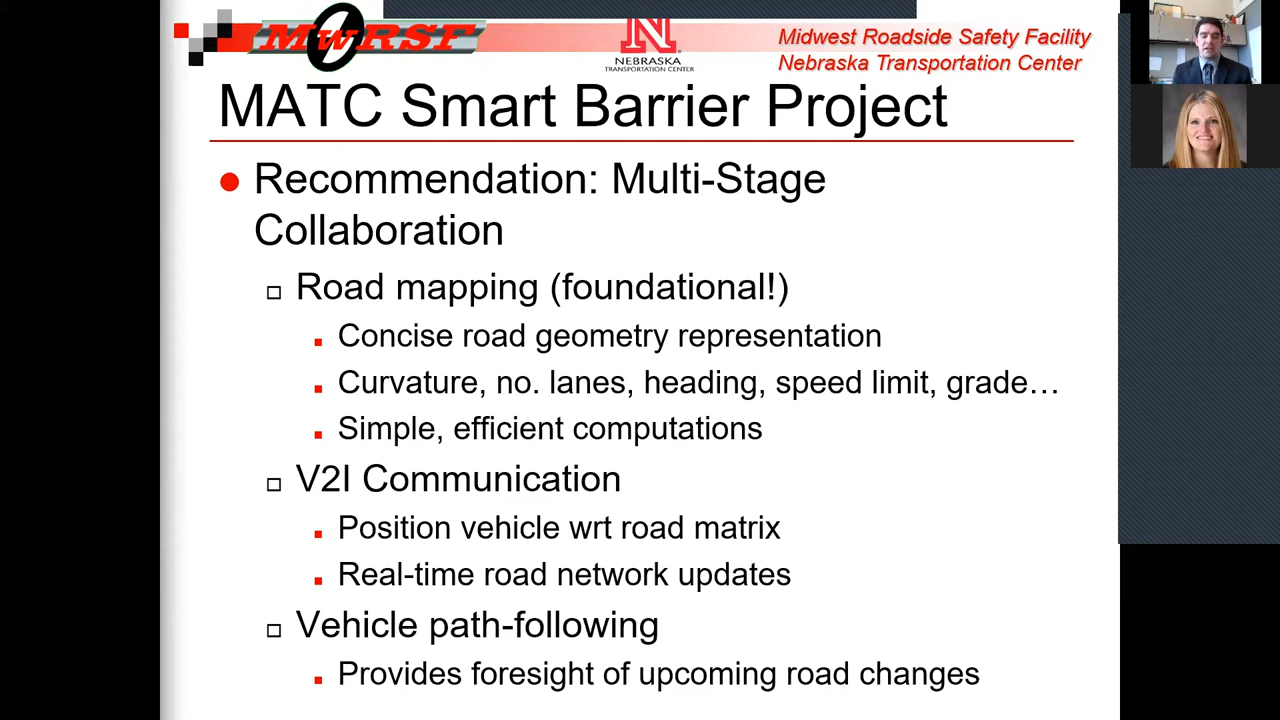 MwRSF
N
NEBRASKA
TRANSPORTATION CENTER
Midwest Roadside Safety Facility
Nebraska Transportation Center
MATC Smart Barrier Project
Recommendation: Multi-Stage
Collaboration
Road mapping (foundational!)
Concise road geometry representation
Curvature, no. lanes, heading, speed limit, grade…
Simple, efficient computations
V2I Communication
Position vehicle wrt road matrix
Real-time road network updates
Vehicle path-following
Provides foresight of upcoming road changes